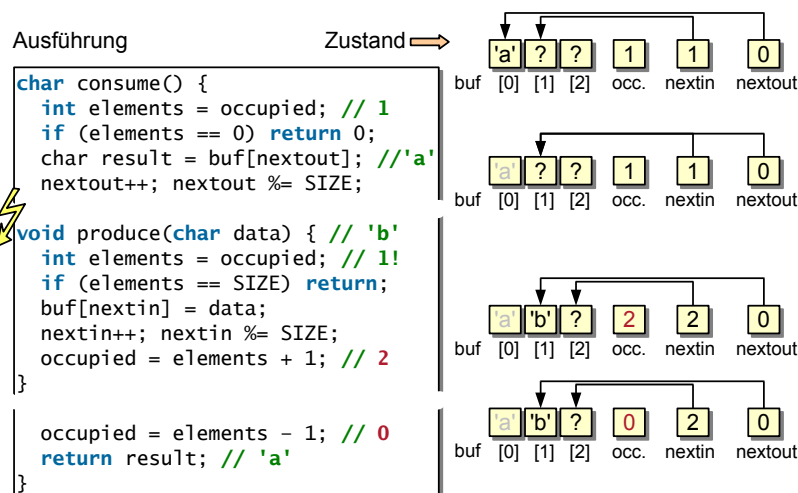 Ausführung Zustand
'a' ? ? 1 1 0
buf [0] [1] [2] occ. nextin nextout
char consume() {
int elements = occupied; // 1
if (elements == 0) return 0;
char result = buf[nextout]; //'a'
nextout++; nextout %= SIZE;
'a' ? ? 1 1 0
buf [0] [1] [2] occ. nextin nextout
void produce(char data) { // 'b'
int elements = occupied; // 1!
if (elements == SIZE) return;
buf[nextin] = data;
nextin++; nextin %= SIZE;
occupied = elements + 1; // 2
}
'a' 'b' ? 2 2 0
buf [0] [1] [2] occ. nextin nextout
occupied = elements – 1; // 0
return result; // 'a'
}
'a' 'b' ? 0 2 0
buf [0] [1] [2] occ. nextin nextout